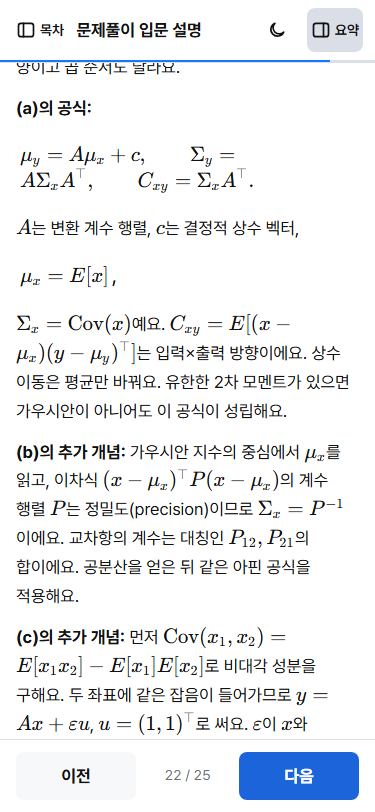 목차 문제풀이 입문 설명 요약
양이고 곱 순서도 달라요.
(a)의 공식:
μ_y = Aμ_x + c, Σ_y =
AΣ_xA^⊤, C_{xy} = Σ_xA^⊤.
A는 변환 계수 행렬, c는 결정적 상수 벡터,
μ_x = E[x],
Σ_x = Cov(x)예요. C_{xy} = E[(x −
μ_x)(y − μ_y)^⊤]는 입력×출력 방향이에요. 상수
이동은 평균만 바꿔요. 유한한 2차 모멘트가 있으면
가우시안이 아니어도 이 공식이 성립해요.
(b)의 추가 개념: 가우시안 지수의 중심에서 μ_x를
읽고, 이차식 (x − μ_x)^⊤P(x − μ_x)의 계수
행렬 P는 정밀도(precision)이므로 Σ_x = P^{−1}
이에요. 교차항의 계수는 대칭인 P_{12}, P_{21}의
합이에요. 공분산을 얻은 뒤 같은 아핀 공식을
적용해요.
(c)의 추가 개념: 먼저 Cov(x_1, x_2) =
E[x_1x_2] − E[x_1]E[x_2]로 비대각 성분을
구해요. 두 좌표에 같은 잡음이 들어가므로 y =
Ax + εu, u = (1, 1)^⊤로 써요. ε이 x와
이전 22 / 25 다음